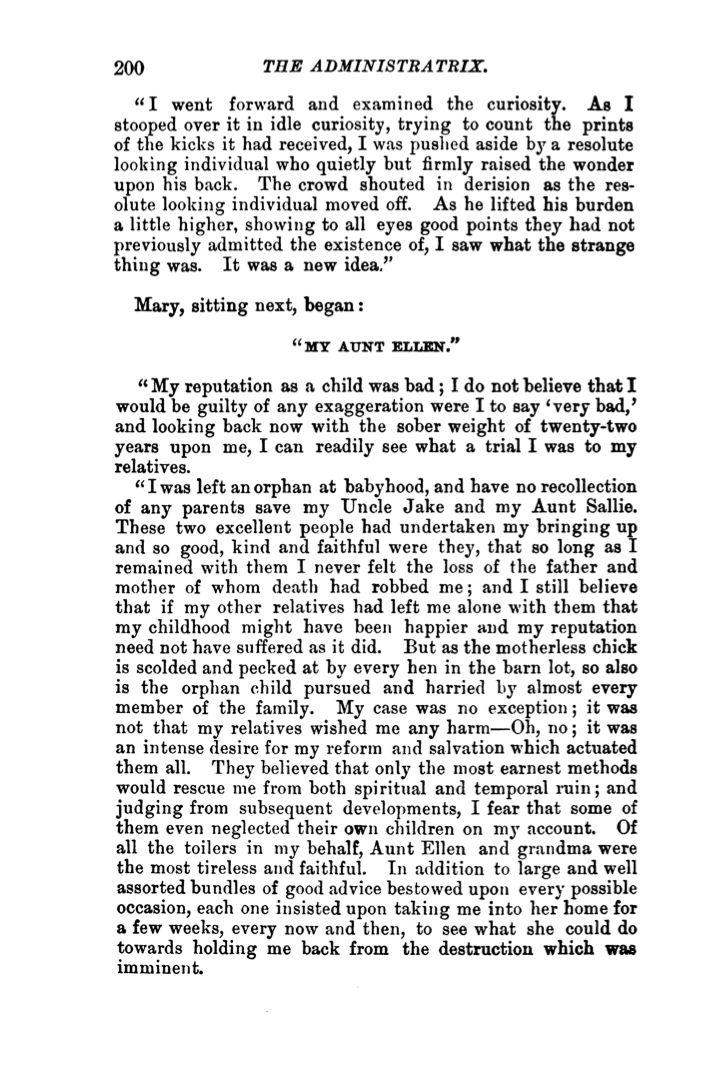 200 THE ADMINISTRATRIX.
"I went forward and examined the curiosity. As I
stooped over it in idle curiosity, trying to count the prints
of the kicks it had received, I was pushed aside by a resolute
looking individual who quietly but firmly raised the wonder
upon his back. The crowd shouted in derision as the res-
olute looking individual moved off. As he lifted his burden
a little higher, showing to all eyes good points they had not
previously admitted the existence of, I saw what the strange
thing was. It was a new idea."
Mary, sitting next, began:
"MY AUNT ELLEN."
"My reputation as a child was bad; I do not believe that I
would be guilty of any exaggeration were I to say 'very bad,'
and looking back now with the sober weight of twenty-two
years upon me, I can readily see what a trial I was to my
relatives.
"I was left an orphan at babyhood, and have no recollection
of any parents save my Uncle Jake and my Aunt Sallie.
These two excellent people had undertaken my bringing up
and so good, kind and faithful were they, that so long as I
remained with them I never felt the loss of the father and
mother of whom death had robbed me; and I still believe
that if my other relatives had left me alone with them that
my childhood might have been happier and my reputation
need not have suffered as it did. But as the motherless chick
is scolded and pecked at by every hen in the barn lot, so also
is the orphan child pursued and harried by almost every
member of the family. My case was no exception; it was
not that my relatives wished me any harm—Oh, no; it was
an intense desire for my reform and salvation which actuated
them all. They believed that only the most earnest methods
would rescue me from both spiritual and temporal ruin; and
judging from subsequent developments, I fear that some of
them even neglected their own children on my account. Of
all the toilers in my behalf, Aunt Ellen and grandma were
the most tireless and faithful. In addition to large and well
assorted bundles of good advice bestowed upon every possible
occasion, each one insisted upon taking me into her home for
a few weeks, every now and then, to see what she could do
towards holding me back from the destruction which was
imminent.